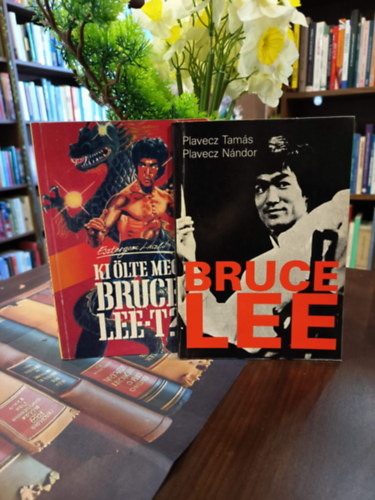 KI ÖLTE MEG
BRUCE
LEE-T?
Plavecz Tamás
Plavecz Nándor
BRUCE
LEE